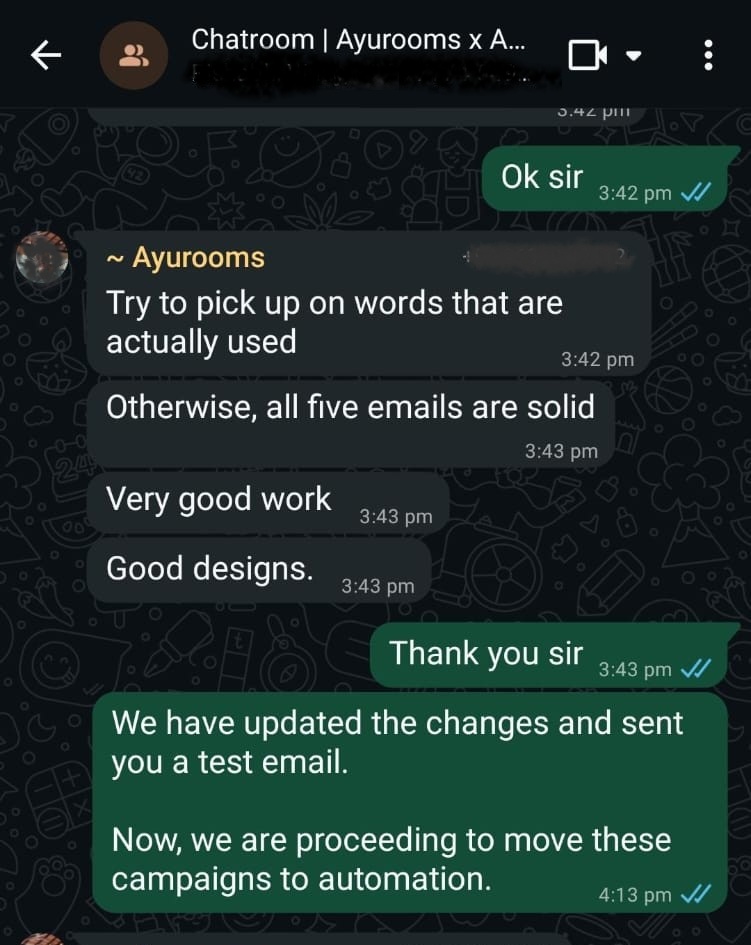 Chatroom | Ayurooms x A...
3:42 pm
Ok sir
3:42 pm
~ Ayurooms
Try to pick up on words that are
actually used
3:42 pm
Otherwise, all five emails are solid
3:43 pm
Very good work
3:43 pm
Good designs.
3:43 pm
Thank you sir
3:43 pm
We have updated the changes and sent
you a test email.
Now, we are proceeding to move these
campaigns to automation.
4:13 pm